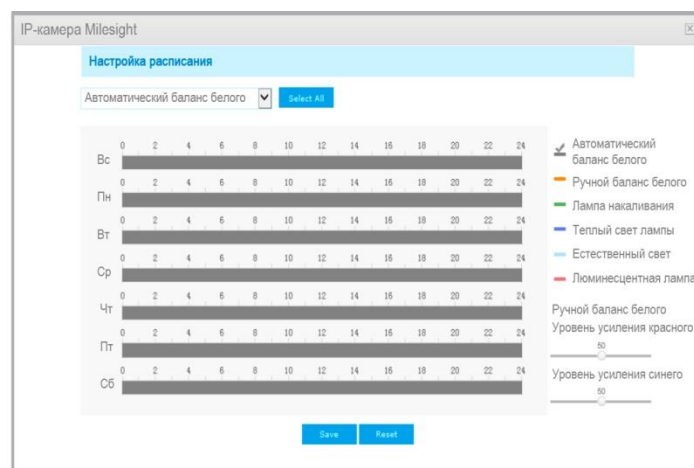 IP-камера Milesight
Настройка расписания
Автоматический баланс белого
Select All
0 2 4 6 8 10 12 14 16 18 20 22 24
Вс
0 2 4 6 8 10 12 14 16 18 20 22 24
Пн
0 2 4 6 8 10 12 14 16 18 20 22 24
Вт
0 2 4 6 8 10 12 14 16 18 20 22 24
Ср
0 2 4 6 8 10 12 14 16 18 20 22 24
Чт
0 2 4 6 8 10 12 14 16 18 20 22 24
Пт
0 2 4 6 8 10 12 14 16 18 20 22 24
Сб
Автоматический
баланс белого
Ручной баланс белого
Лампа накаливания
Теплый свет лампы
Естественный свет
Люминесцентная лампа
Ручной баланс белого
Уровень усиления красного
50
Уровень усиления синего
50
Save Reset